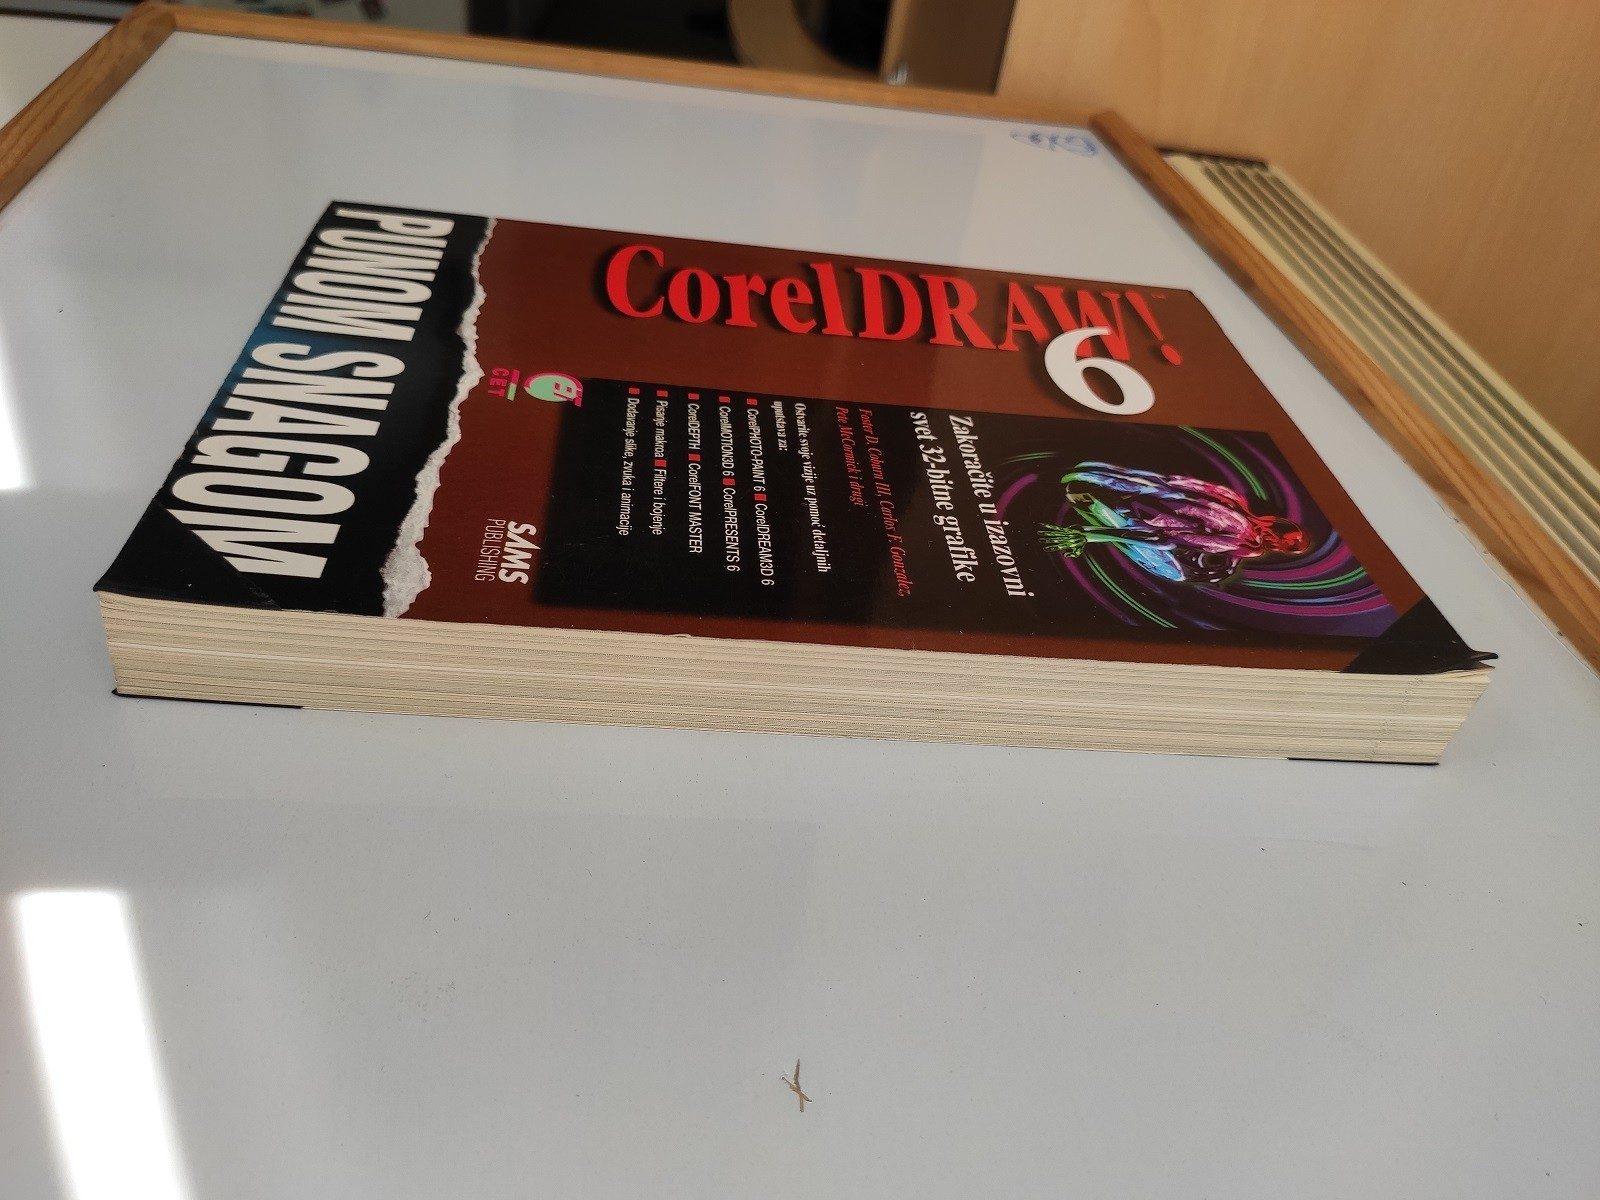 PUNOM SNAGOM
CorelDRAW!™
6
Zakoračite u izazovni
svet 32-bitne grafike
Foster D. Coburn III, Carlos F. Gonzalez,
Pete McCormick i drugi
Ostvarite svoje vizije uz pomoć detaljnih
uputstava za:
■ CorelPHOTO-PAINT 6 ■ CorelDREAM3D 6
■ CorelMOTION3D 6 ■ CorelPRESENTS 6
■ CorelDEPTH ■ CorelFONT MASTER
■ Pisanje makroa ■ Filtere i bojenje
■ Dodavanje slike, zvuka i animacije
CET
SAMS
PUBLISHING